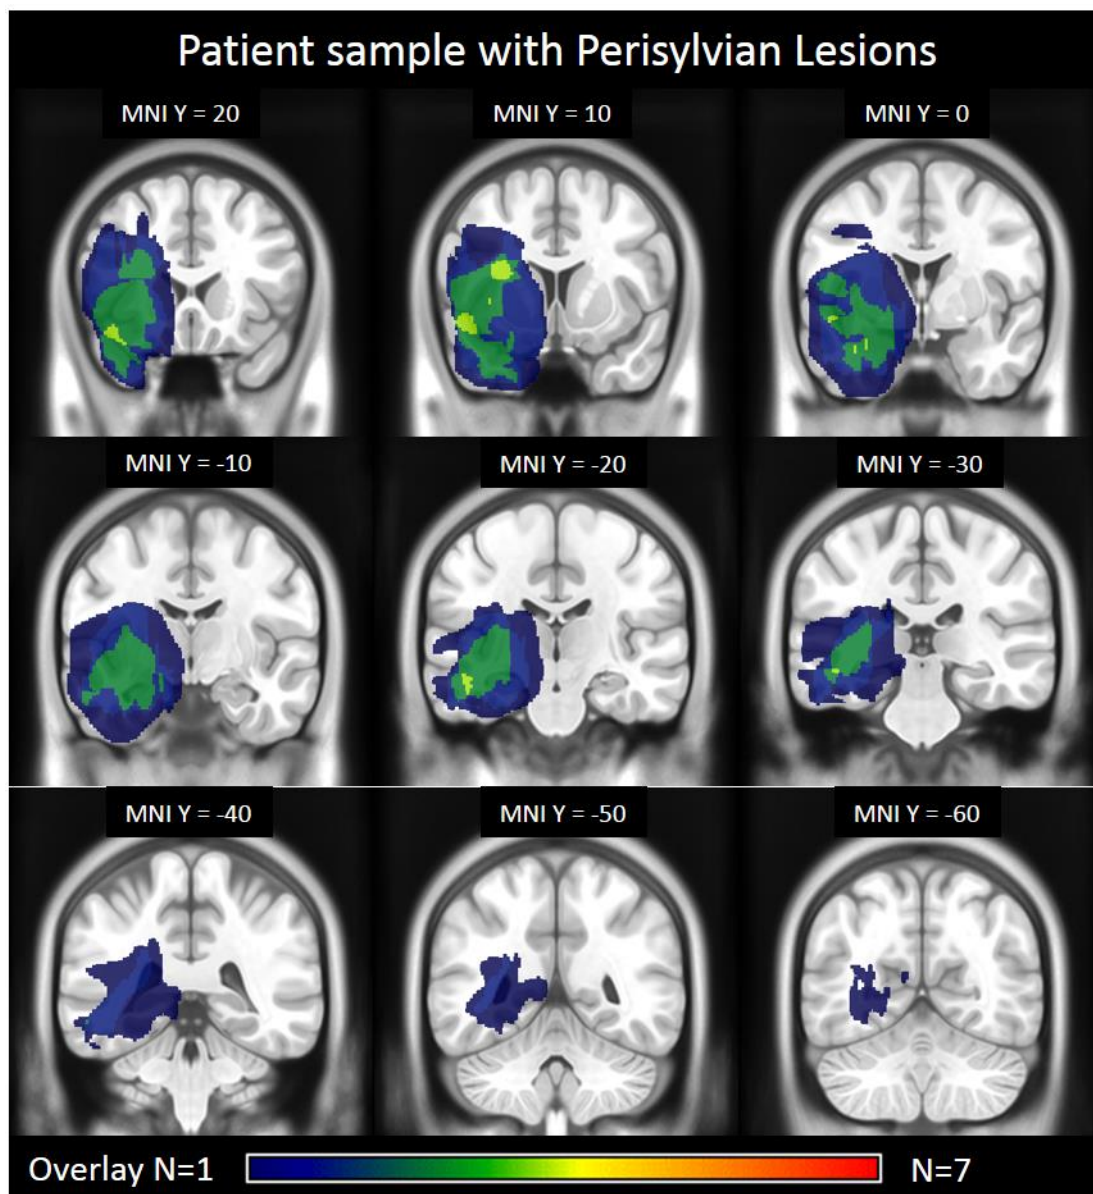 Patient sample with Perisylvian Lesions
MNI Y = 20
MNI Y = 10
MNI Y = 0
MNI Y = -10
MNI Y = -20
MNI Y = -30
MNI Y = -40
MNI Y = -50
MNI Y = -60
Overlay N=1
N=7